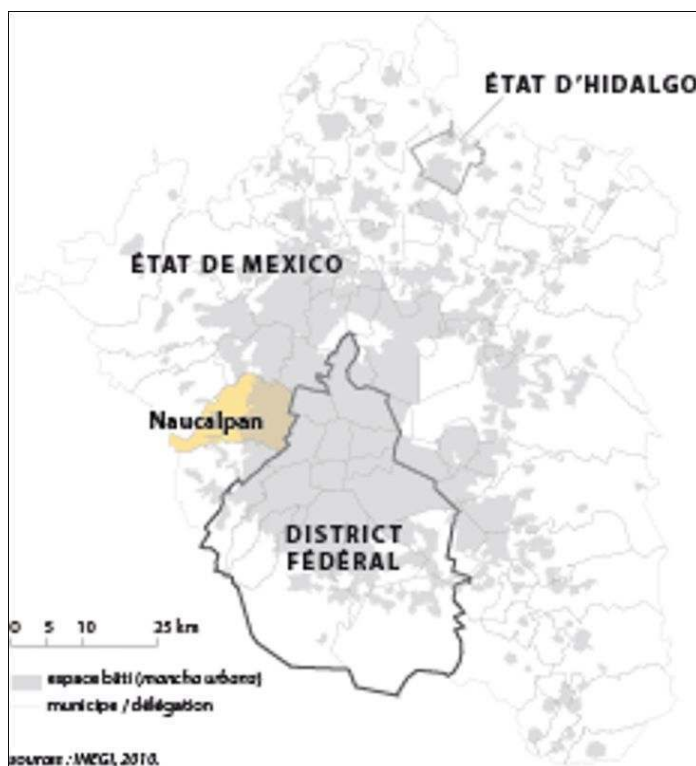 ÉTAT D'HIDALGO
ÉTAT DE MEXICO
Naucalpan
DISTRICT
FÉDÉRAL
0 5 10 25 km
espace bâti (mancha urbana)
municipe / délégation
sources : INEGI, 2010.